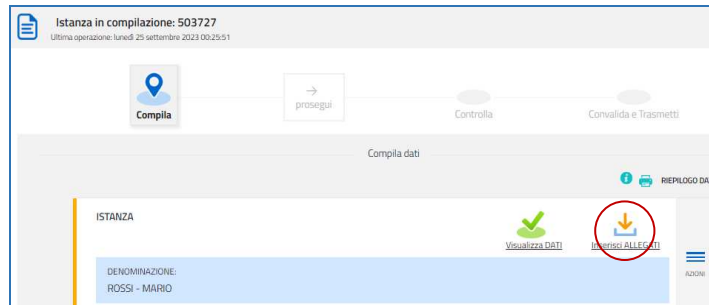 Istanza in compilazione: 503727
Ultima operazione: lunedì 25 settembre 2023 00:25:51
Compila
prosegui
Controlla
Convalida e Trasmetti
Compila dati
RIEPILOGO DA
ISTANZA
Visualizza DATI
Inserisci ALLEGATI
AZIONI
DENOMINAZIONE:
ROSSI - MARIO